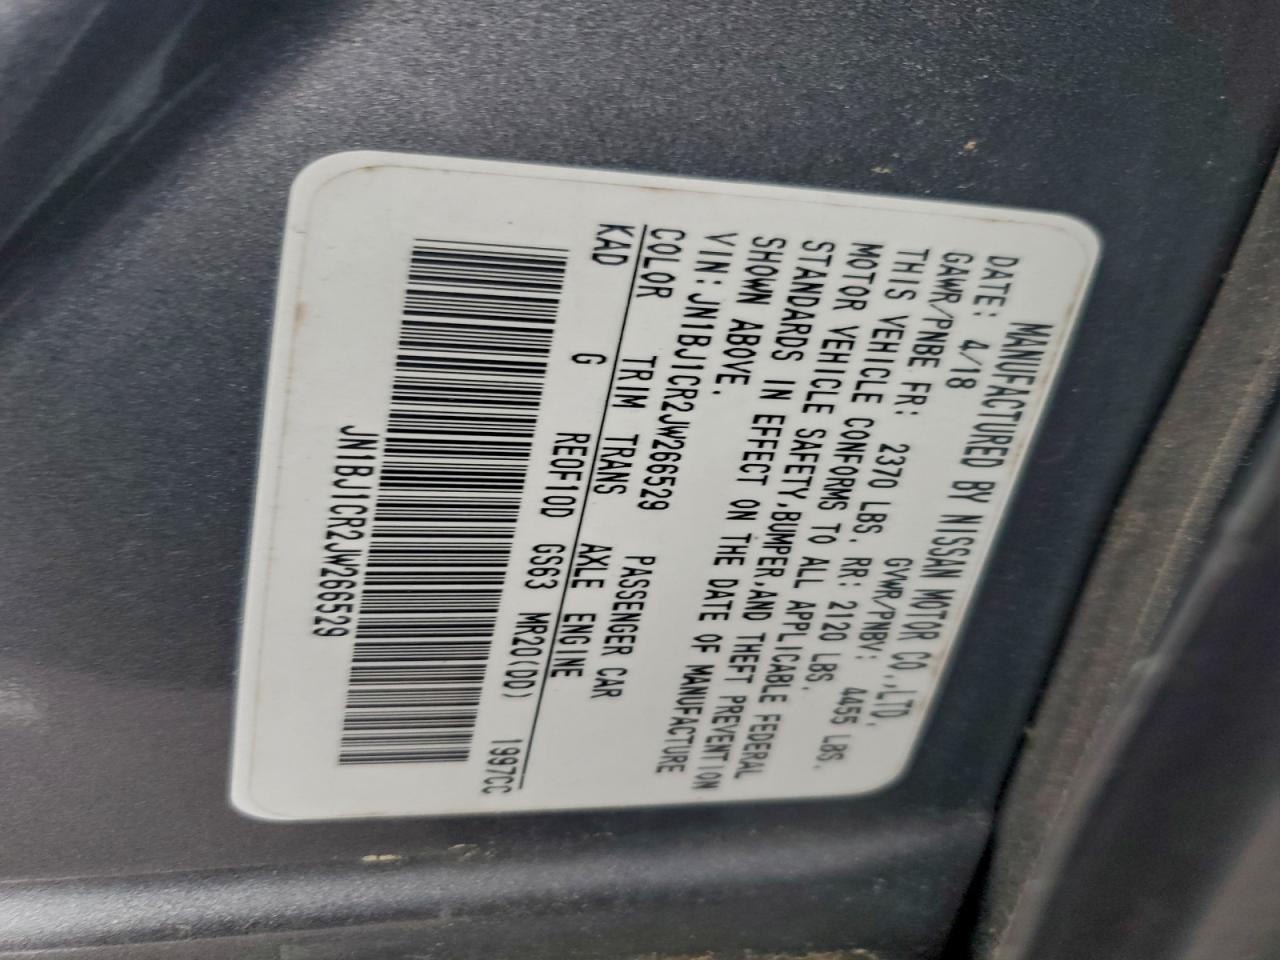 MANUFACTURED BY NISSAN MOTOR CO.,LTD.
DATE: 4/18 GVWR/PNBV: 4455 LBS.
GAWR/PNBE FR: 2370 LBS. RR: 2120 LBS.
THIS VEHICLE CONFORMS TO ALL APPLICABLE FEDERAL
MOTOR VEHICLE SAFETY,BUMPER,AND THEFT PREVENTION
STANDARDS IN EFFECT ON THE DATE OF MANUFACTURE
SHOWN ABOVE.
VIN:JN1BJ1CR2JW266529 PASSENGER CAR
COLOR TRIM TRANS AXLE ENGINE
KAD G RE0F10D GS63 MR20(DD) 1997CC
JN1BJ1CR2JW266529